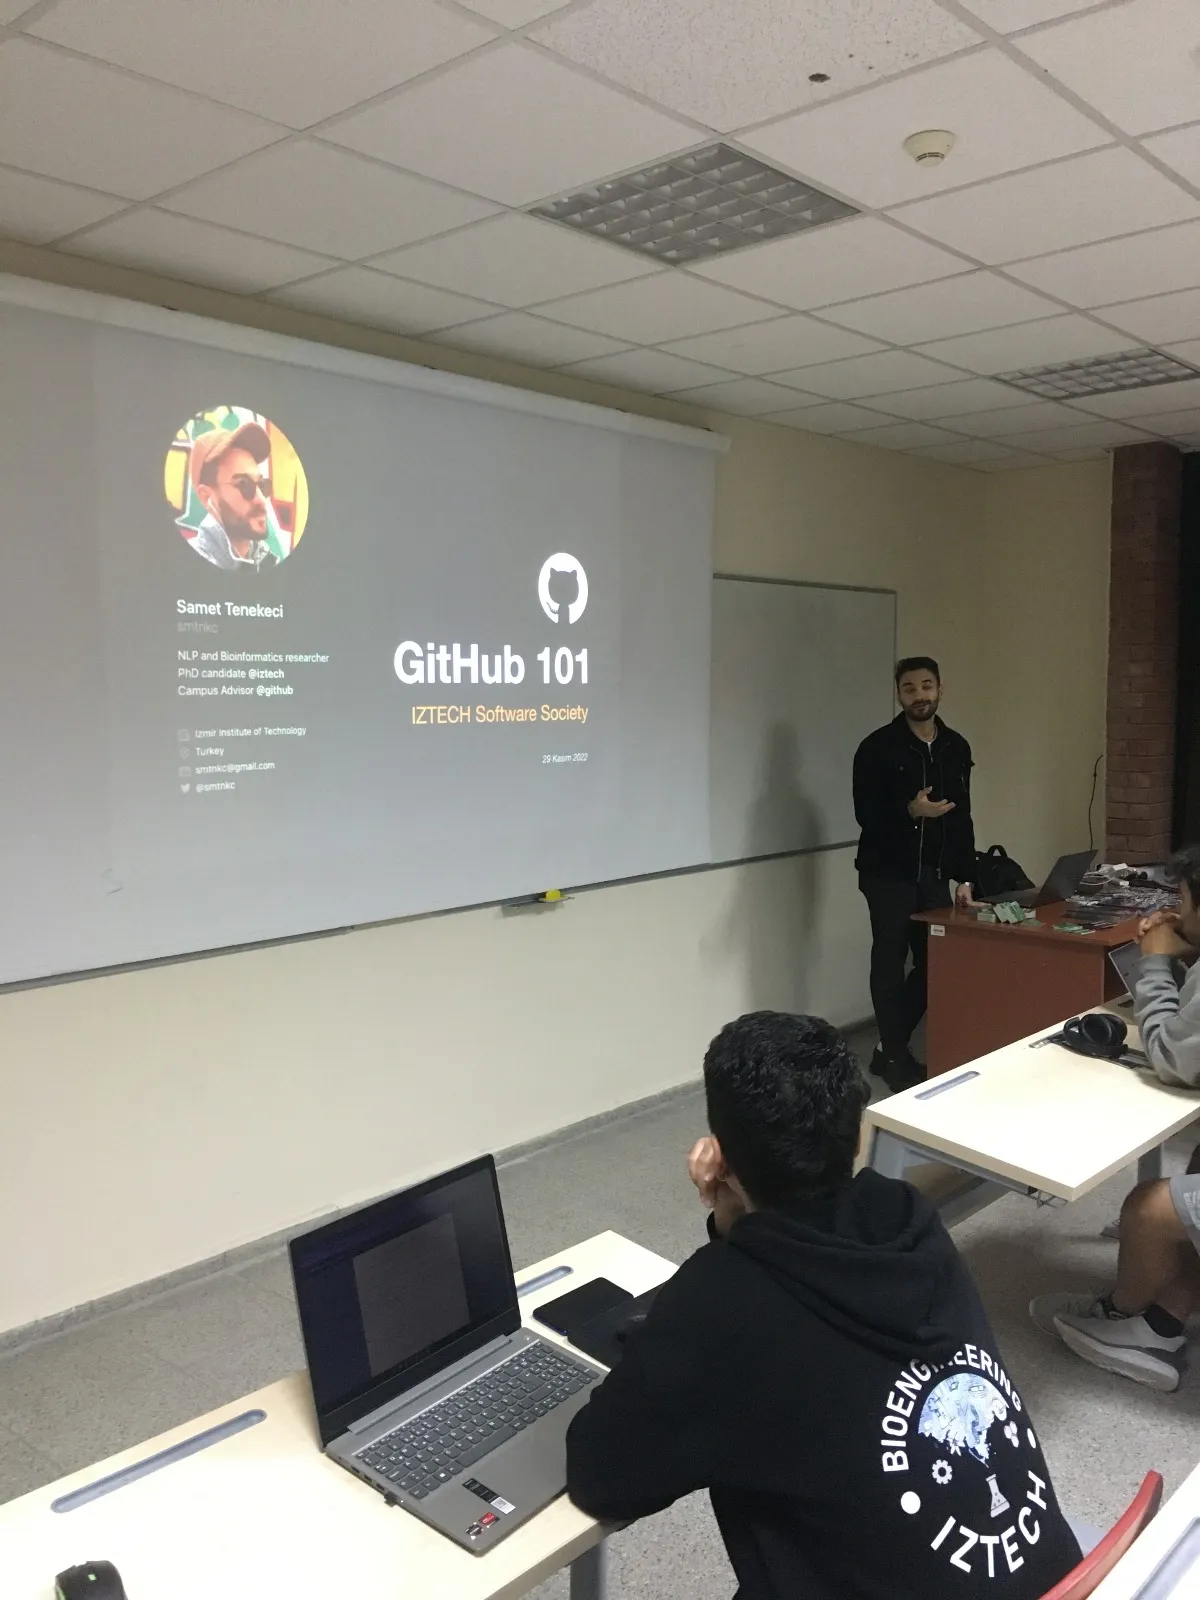 Samet Tenekeci
smtnkc
NLP and Bioinformatics researcher
PhD candidate @iztech
Campus Advisor @github
Izmir Institute of Technology
Turkey
smtnkc@gmail.com
@smtnkc
GitHub 101
IZTECH Software Society
29 Kasım 2022
BIOENGINEERING
IZTECH